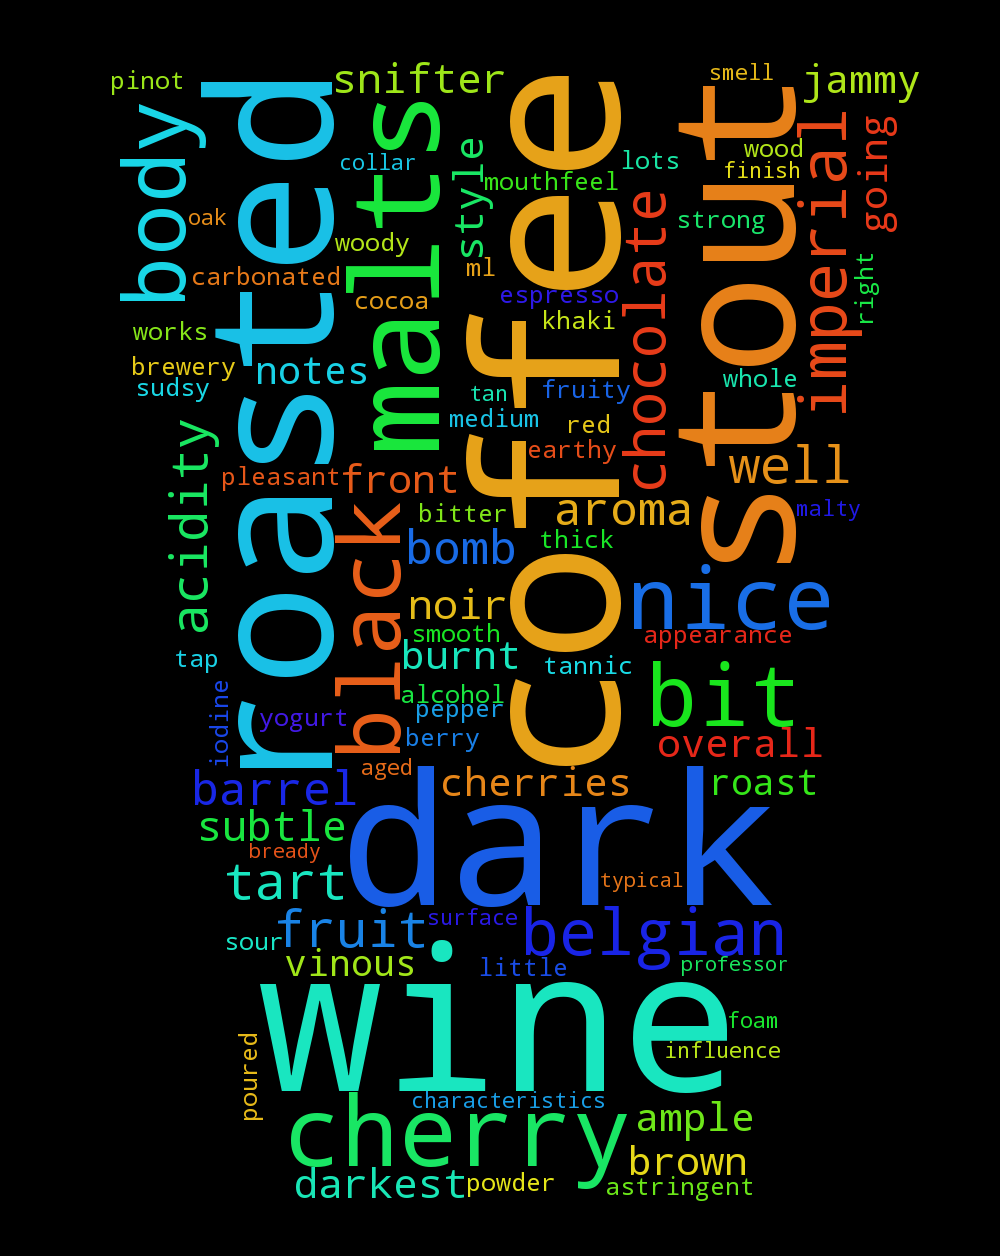 pinot
snifter
smell
jammy
body
roasted
malts
coffee
stout
imperial
going
collar
style
mouthfeel
lots
wood
finish
oak
woody
strong
carbonated
ml
cocoa
espresso
khaki
chocolate
right
works
brewery
sudsy
notes
tan
fruity
whole
medium
red
earthy
well
acidity
pleasant
front
bitter
aroma
malty
black
bomb
thick
nice
noir
smooth
burnt
appearance
tap
tannic
bit
iodine
yogurt
alcohol
pepper
berry
overall
aged
barrel
cherries
roast
subtle
dark
bready
tart
typical
fruit
surface
belgian
sour
vinous
little
professor
wine
foam
influence
poured
characteristics
cherry
ample
brown
darkest
powder
astringent